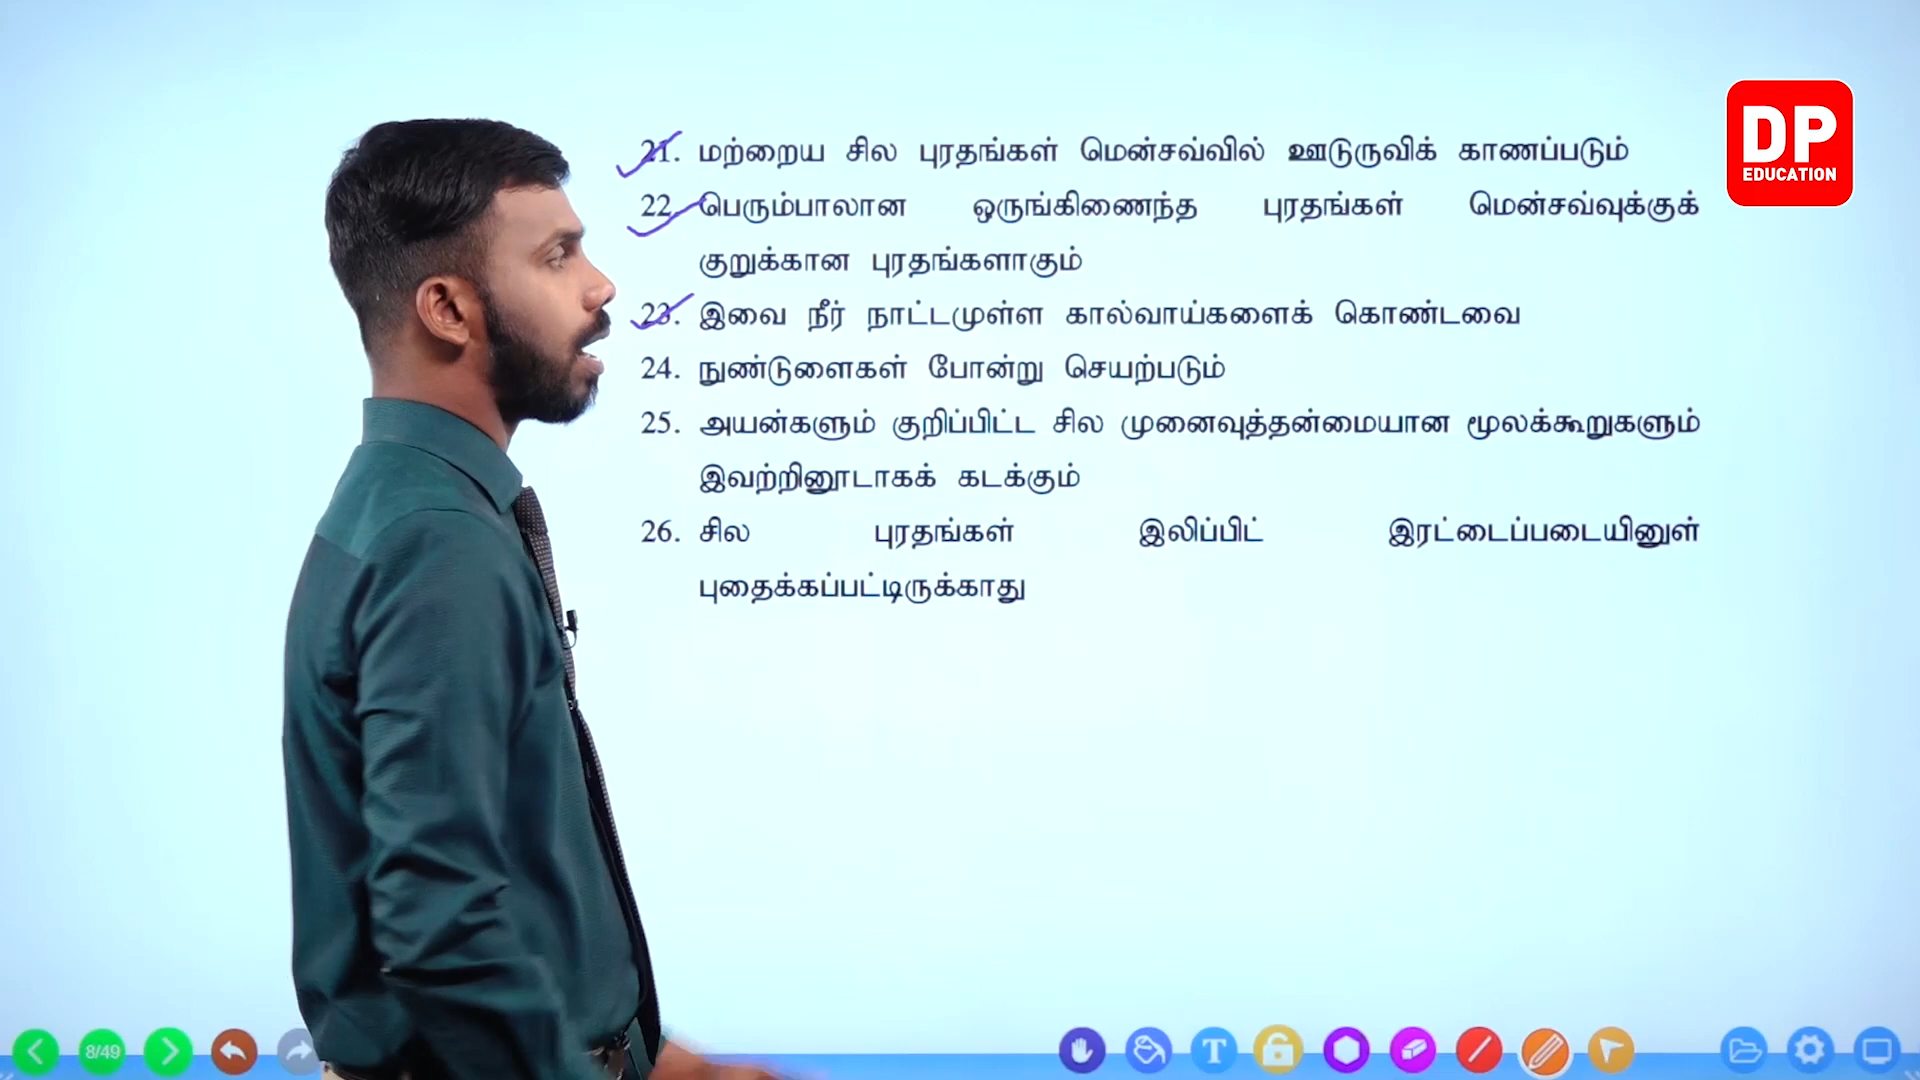 DP
EDUCATION
21. மற்றைய சில புரதங்கள் மென்சவ்வில் ஊடுருவிக் காணப்படும்
22. பெரும்பாலான ஒருங்கிணைந்த புரதங்கள் மென்சவ்வுக்குக்
குறுக்கான புரதங்களாகும்
23. இவை நீர் நாட்டமுள்ள கால்வாய்களைக் கொண்டவை
24. நுண்டுளைகள் போன்று செயற்படும்
25. அயன்களும் குறிப்பிட்ட சில முனைவுத்தன்மையான மூலக்கூறுகளும்
இவற்றினூடாகக் கடக்கும்
26. சில புரதங்கள் இலிப்பிட் இரட்டைப்படையினுள்
புதைக்கப்பட்டிருக்காது
8/49
T